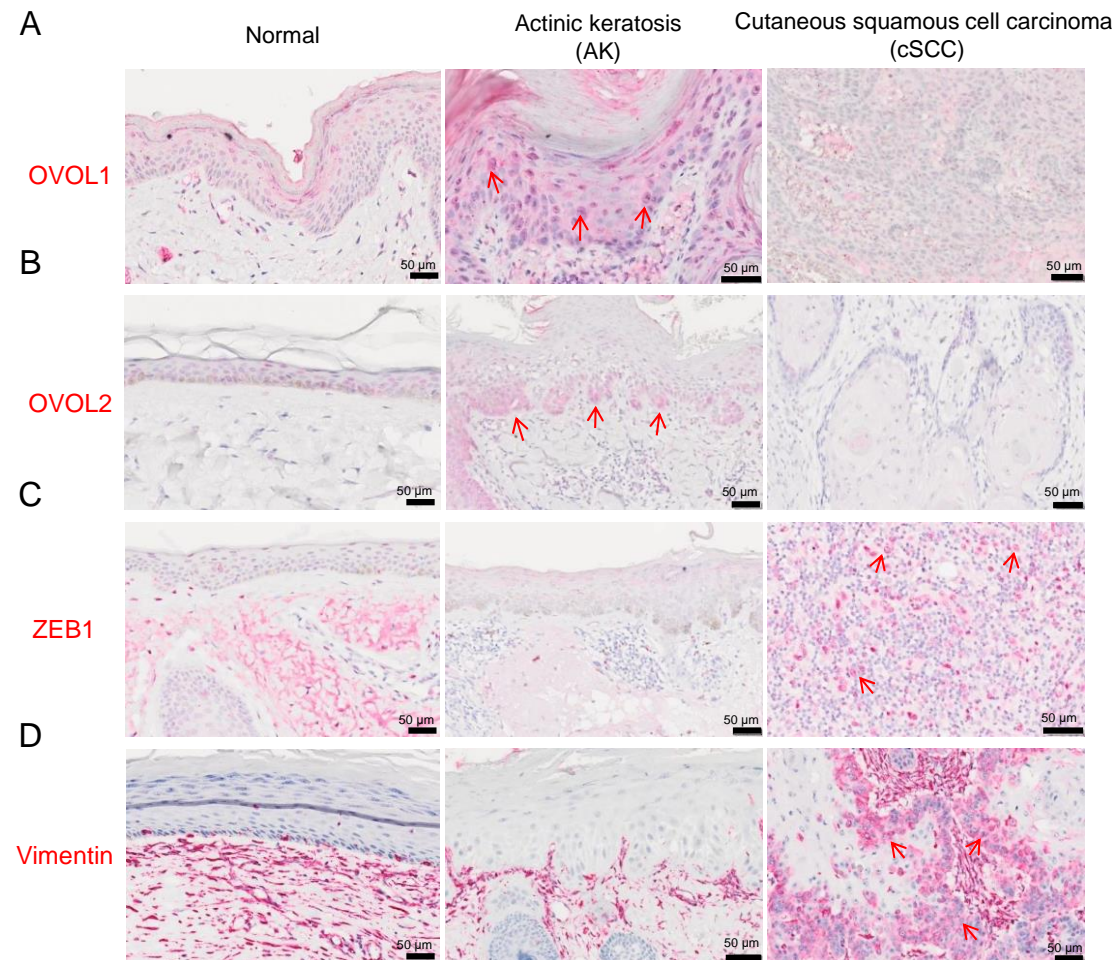 A
Normal
Actinic keratosis
(AK)
Cutaneous squamous cell carcinoma
(cSCC)
OVOL1
50 µm
50 µm
50 µm
B
OVOL2
50 µm
50 µm
50 µm
C
ZEB1
50 µm
50 µm
50 µm
D
Vimentin
50 µm
50 µm
50 µm